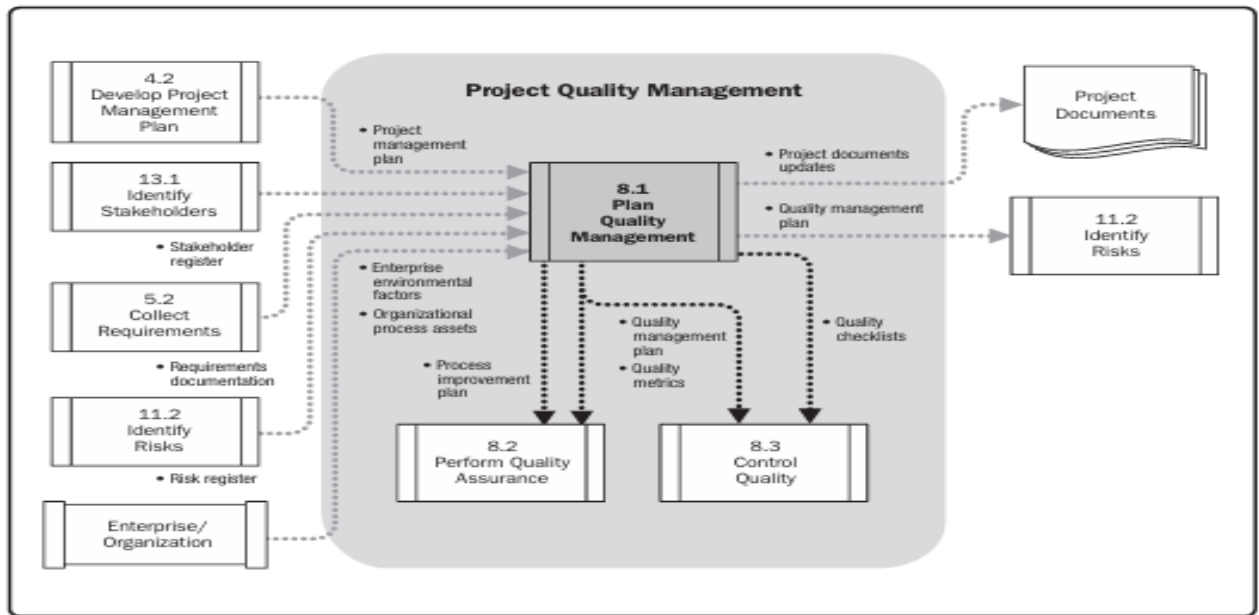 Project Quality Management
4.2
Develop Project
Management
Plan
• Project
management
plan
13.1
Identify
Stakeholders
• Stakeholder
register
5.2
Collect
Requirements
• Requirements
documentation
11.2
Identify
Risks
• Risk register
Enterprise/
Organization
• Enterprise
environmental
factors
• Organizational
process assets
8.1
Plan
Quality
Management
• Project documents
updates
• Quality management
plan
Project
Documents
11.2
Identify
Risks
• Process
improvement
plan
• Quality
management
plan
• Quality
metrics
• Quality
checklists
8.2
Perform Quality
Assurance
8.3
Control
Quality